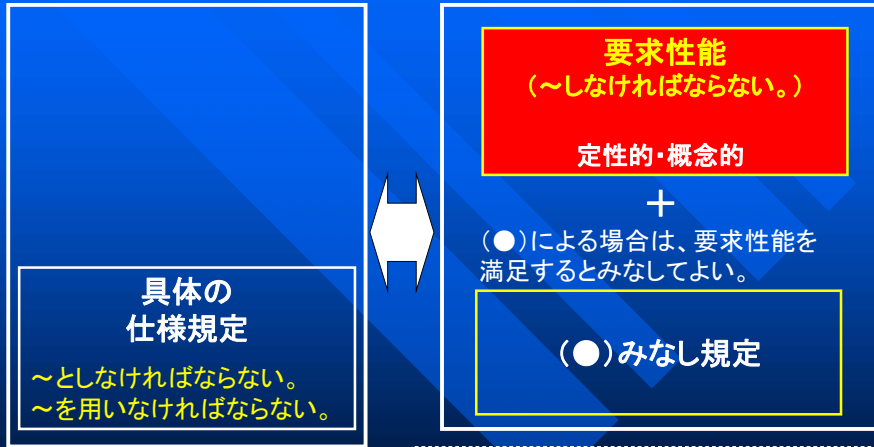 具体の
仕様規定
～としなければならない。
～を用いなければならない。
要求性能
（～しなければならない。）
定性的・概念的
＋
（●）による場合は、要求性能を
満足するとみなしてよい。
（●）みなし規定